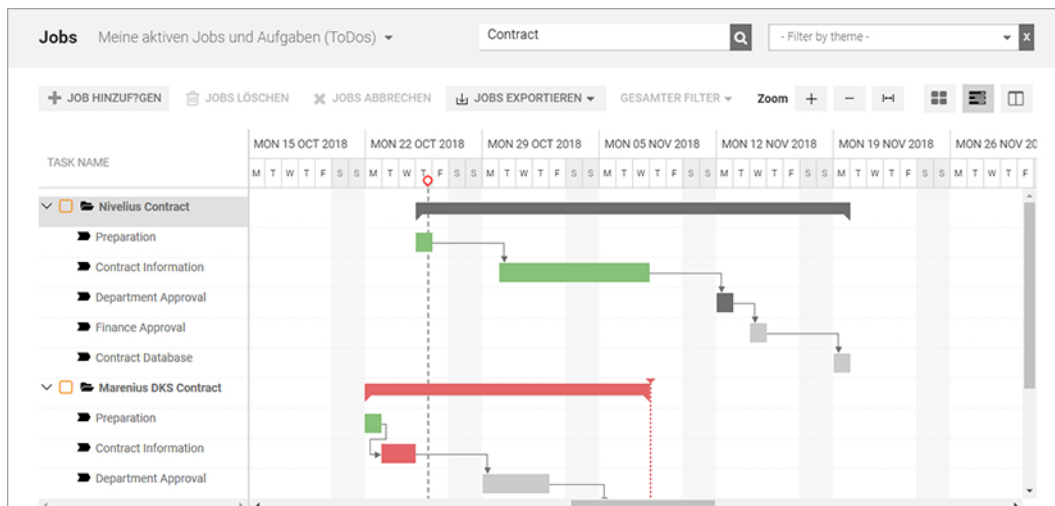 Jobs Meine aktiven Jobs und Aufgaben (ToDos) Contract - Filter by theme - x
JOB HINZUF?GEN JOBS LÖSCHEN JOBS ABBRECHEN JOBS EXPORTIEREN GESAMTER FILTER Zoom + −
MON 15 OCT 2018 MON 22 OCT 2018 MON 29 OCT 2018 MON 05 NOV 2018 MON 12 NOV 2018 MON 19 NOV 2018 MON 26 NOV 20
TASK NAME
M T W T F S S M T W T F S S M T W T F S S M T W T F S S M T W T F S S M T W T F S S M T W T F
Nivelius Contract
Preparation
Contract Information
Department Approval
Finance Approval
Contract Database
Marenius DKS Contract
Preparation
Contract Information
Department Approval